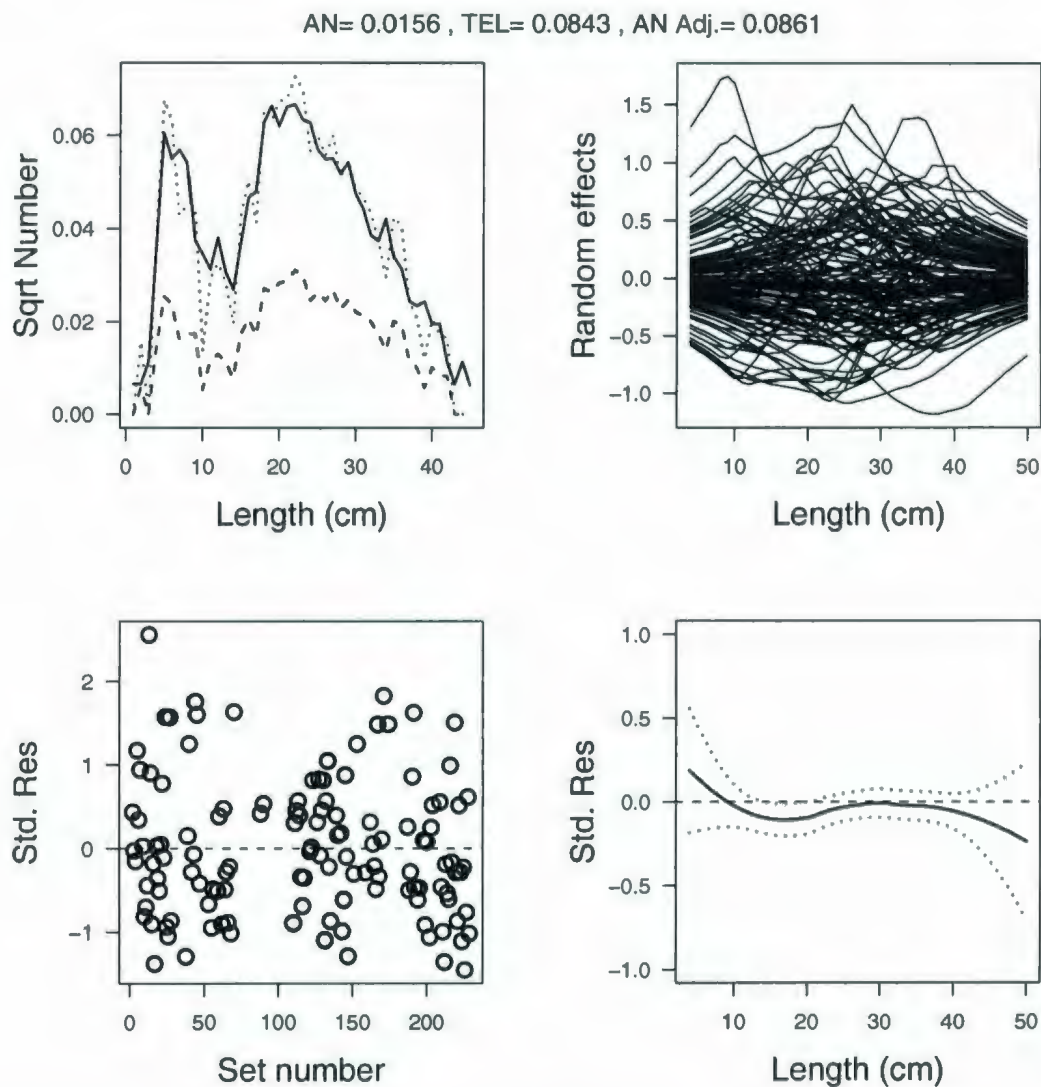 AN= 0.0156 , TEL= 0.0843 , AN Adj.= 0.0861
Sqrt Number
0.06
0.04
0.02
0.00
0 10 20 30 40
Length (cm)
Random effects
1.5
1.0
0.5
0.0
−0.5
−1.0
10 20 30 40 50
Length (cm)
Std. Res
2
1
0
−1
0 50 100 150 200
Set number
Std. Res
1.0
0.5
0.0
−0.5
−1.0
10 20 30 40 50
Length (cm)